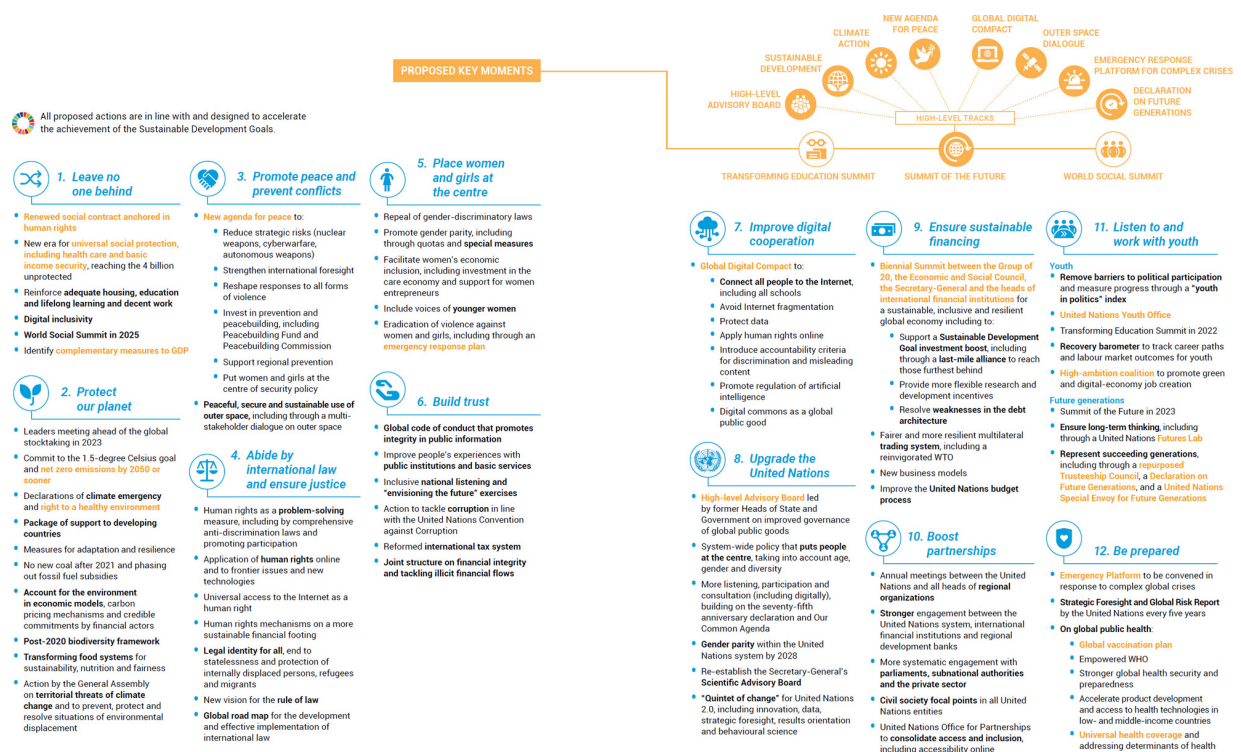 PROPOSED KEY MOMENTS
HIGH-LEVEL
ADVISORY BOARD
SUSTAINABLE
DEVELOPMENT
CLIMATE
ACTION
NEW AGENDA
FOR PEACE
GLOBAL DIGITAL
COMPACT
OUTER SPACE
DIALOGUE
EMERGENCY RESPONSE
PLATFORM FOR COMPLEX CRISES
DECLARATION
ON FUTURE
GENERATIONS
HIGH-LEVEL TRACKS
TRANSFORMING EDUCATION SUMMIT
SUMMIT OF THE FUTURE
WORLD SOCIAL SUMMIT
All proposed actions are in line with and designed to accelerate
the achievement of the Sustainable Development Goals.
1. Leave no
one behind
• Renewed social contract anchored in
human rights
• New era for universal social protection,
including health care and basic
income security, reaching the 4 billion
unprotected
• Reinforce adequate housing, education
and lifelong learning and decent work
• Digital inclusivity
• World Social Summit in 2025
• Identify complementary measures to GDP
2. Protect
our planet
• Leaders meeting ahead of the global
stocktaking in 2023
• Commit to the 1.5-degree Celsius goal
and net zero emissions by 2050 or
sooner
• Declarations of climate emergency
and right to a healthy environment
• Package of support to developing
countries
• Measures for adaptation and resilience
• No new coal after 2021 and phasing
out fossil fuel subsidies
• Account for the environment
in economic models, carbon
pricing mechanisms and credible
commitments by financial actors
• Post-2020 biodiversity framework
• Transforming food systems for
sustainability, nutrition and fairness
• Action by the General Assembly
on territorial threats of climate
change and to prevent, protect and
resolve situations of environmental
displacement
3. Promote peace and
prevent conflicts
• New agenda for peace to:
• Reduce strategic risks (nuclear
weapons, cyberwarfare,
autonomous weapons)
• Strengthen international foresight
• Reshape responses to all forms
of violence
• Invest in prevention and
peacebuilding, including
Peacebuilding Fund and
Peacebuilding Commission
• Support regional prevention
• Put women and girls at the
centre of security policy
• Peaceful, secure and sustainable use of
outer space, including through a multi-
stakeholder dialogue on outer space
4. Abide by
international law
and ensure justice
• Human rights as a problem-solving
measure, including by comprehensive
anti-discrimination laws and
promoting participation
• Application of human rights online
and to frontier issues and new
technologies
• Universal access to the Internet as a
human right
• Human rights mechanisms on a more
sustainable financial footing
• Legal identity for all, end to
statelessness and protection of
internally displaced persons, refugees
and migrants
• New vision for the rule of law
• Global road map for the development
and effective implementation of
international law
5. Place women
and girls at
the centre
• Repeal of gender-discriminatory laws
• Promote gender parity, including
through quotas and special measures
• Facilitate women's economic
inclusion, including investment in the
care economy and support for women
entrepreneurs
• Include voices of younger women
• Eradication of violence against
women and girls, including through an
emergency response plan
6. Build trust
• Global code of conduct that promotes
integrity in public information
• Improve people's experiences with
public institutions and basic services
• Inclusive national listening and
"envisioning the future" exercises
• Action to tackle corruption in line
with the United Nations Convention
against Corruption
• Reformed international tax system
• Joint structure on financial integrity
and tackling illicit financial flows
7. Improve digital
cooperation
• Global Digital Compact to:
• Connect all people to the Internet,
including all schools
• Avoid Internet fragmentation
• Protect data
• Apply human rights online
• Introduce accountability criteria
for discrimination and misleading
content
• Promote regulation of artificial
intelligence
• Digital commons as a global
public good
8. Upgrade the
United Nations
• High-level Advisory Board led
by former Heads of State and
Government on improved governance
of global public goods
• System-wide policy that puts people
at the centre, taking into account age,
gender and diversity
• More listening, participation and
consultation (including digitally),
building on the seventy-fifth
anniversary declaration and Our
Common Agenda
• Gender parity within the United
Nations system by 2028
• Re-establish the Secretary-General's
Scientific Advisory Board
• "Quintet of change" for United Nations
2.0, including innovation, data,
strategic foresight, results orientation
and behavioural science
9. Ensure sustainable
financing
• Biennial Summit between the Group of
20, the Economic and Social Council,
the Secretary-General and the heads of
international financial institutions for
a sustainable, inclusive and resilient
global economy including to:
• Support a Sustainable Development
Goal investment boost, including
through a last-mile alliance to reach
those furthest behind
• Provide more flexible research and
development incentives
• Resolve weaknesses in the debt
architecture
• Fairer and more resilient multilateral
trading system, including a
reinvigorated WTO
• New business models
• Improve the United Nations budget
process
10. Boost
partnerships
• Annual meetings between the United
Nations and all heads of regional
organizations
• Stronger engagement between the
United Nations system, international
financial institutions and regional
development banks
• More systematic engagement with
parliaments, subnational authorities
and the private sector
• Civil society focal points in all United
Nations entities
• United Nations Office for Partnerships
to consolidate access and inclusion,
including accessibility online
11. Listen to and
work with youth
Youth
• Remove barriers to political participation
and measure progress through a "youth
in politics" index
• United Nations Youth Office
• Transforming Education Summit in 2022
• Recovery barometer to track career paths
and labour market outcomes for youth
• High-ambition coalition to promote green
and digital-economy job creation
Future generations
• Summit of the Future in 2023
• Ensure long-term thinking, including
through a United Nations Futures Lab
• Represent succeeding generations,
including through a repurposed
Trusteeship Council, a Declaration on
Future Generations, and a United Nations
Special Envoy for Future Generations
12. Be prepared
• Emergency Platform to be convened in
response to complex global crises
• Strategic Foresight and Global Risk Report
by the United Nations every five years
• On global public health:
• Global vaccination plan
• Empowered WHO
• Stronger global health security and
preparedness
• Accelerate product development
and access to health technologies in
low- and middle-income countries
• Universal health coverage and
addressing determinants of health